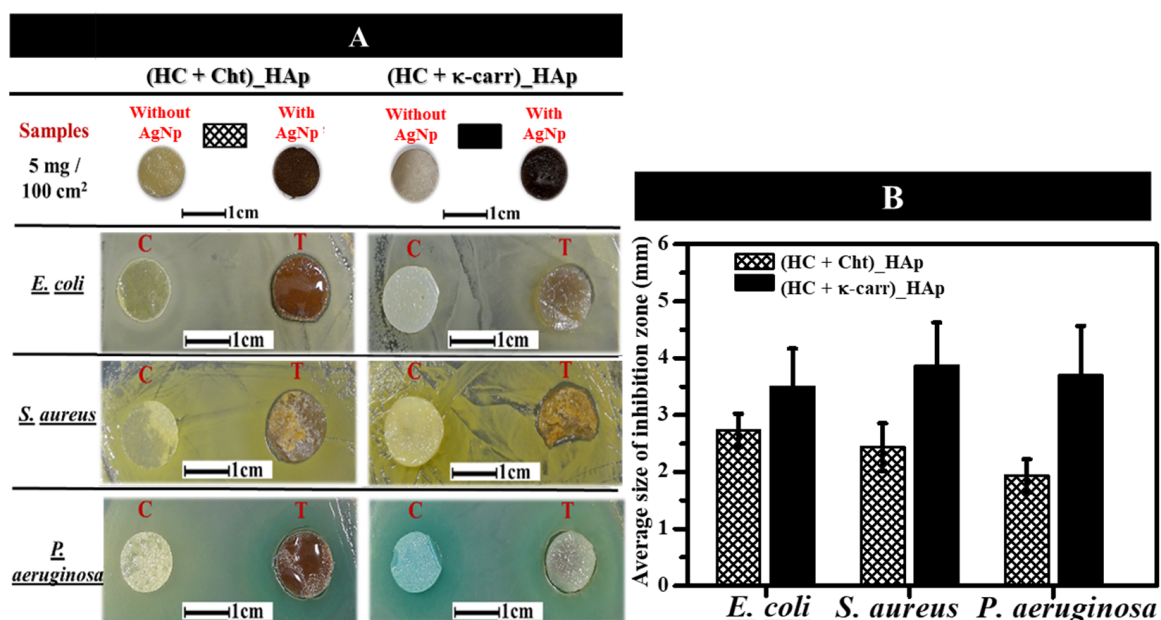 A
(HC + Cht)_HAp (HC + κ-carr)_HAp
Samples
5 mg /
100 cm²
Without
AgNp
With
AgNp
Without
AgNp
With
AgNp
1cm
1cm
E. coli
C T
1cm
C T
1cm
S. aureus
C T
1cm
C T
1cm
P.
aeruginosa
C T
1cm
C T
1cm
B
Average size of inhibition zone (mm)
6
5
4
3
2
1
0
(HC + Cht)_HAp
(HC + κ-carr)_HAp
E. coli S. aureus P. aeruginosa